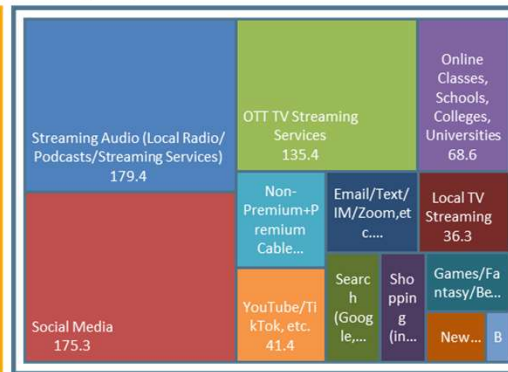 Streaming Audio (Local Radio/
Podcasts/Streaming Services)
179.4
Social Media
175.3
OTT TV Streaming
Services
135.4
Online
Classes,
Schools,
Colleges,
Universities
68.6
Non-
Premium+P
remium
Cable...
Email/Text/
IM/Zoom,et
c....
Local TV
Streaming
36.3
YouTube/Ti
kTok, etc.
41.4
Searc
h
(Goog
le,...
Sho
ppin
g
(in...
Games/Fa
ntasy/Be...
New...
B